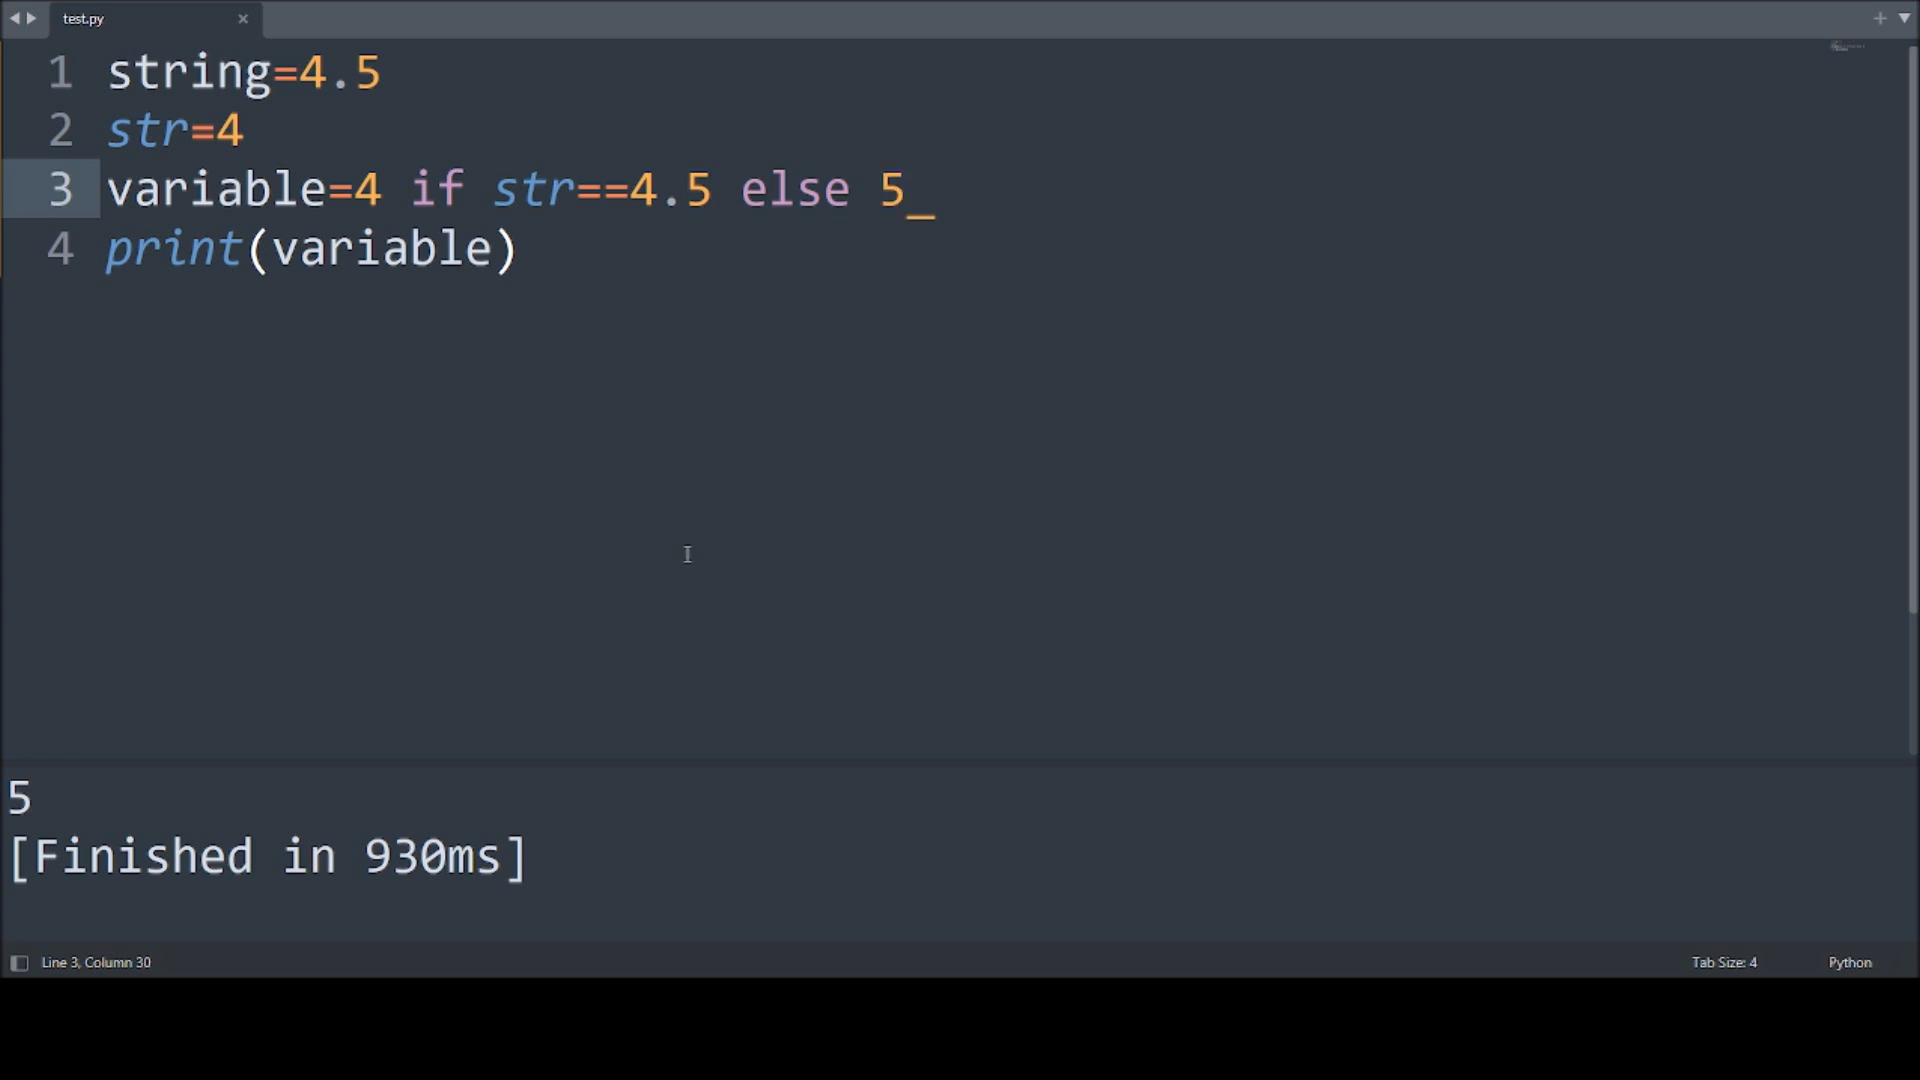 test.py
1 string=4.5
2 str=4
3 variable=4 if str==4.5 else 5
4 print(variable)
5
[Finished in 930ms]
Line 3, Column 30 Tab Size: 4 Python